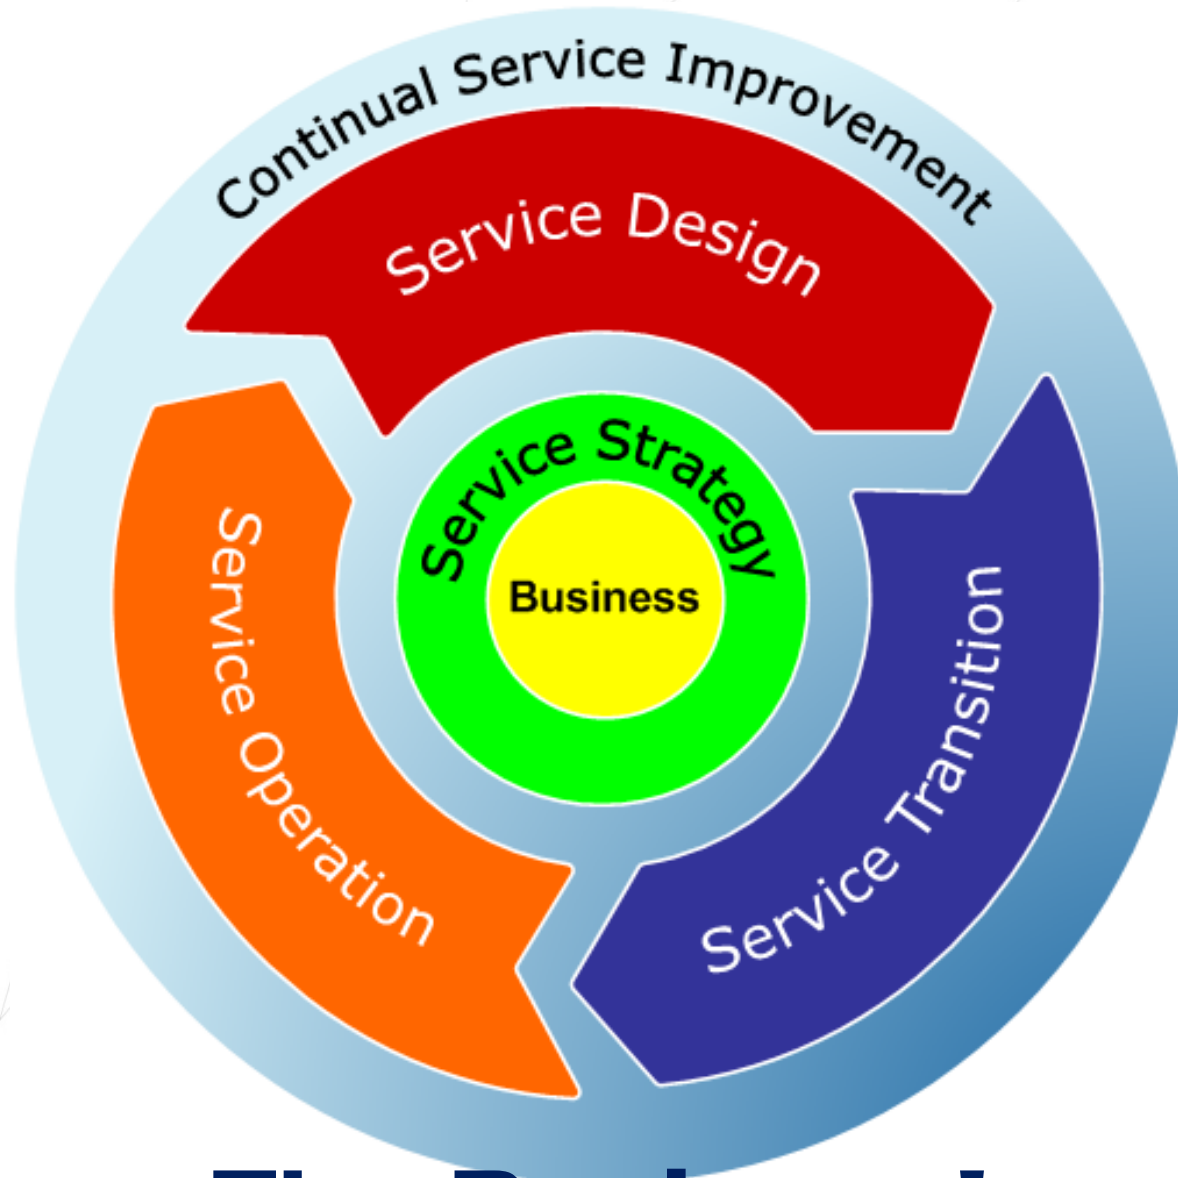 Continual Service Improvement
Service Design
Service Strategy
Business
Service Operation
Service Transition